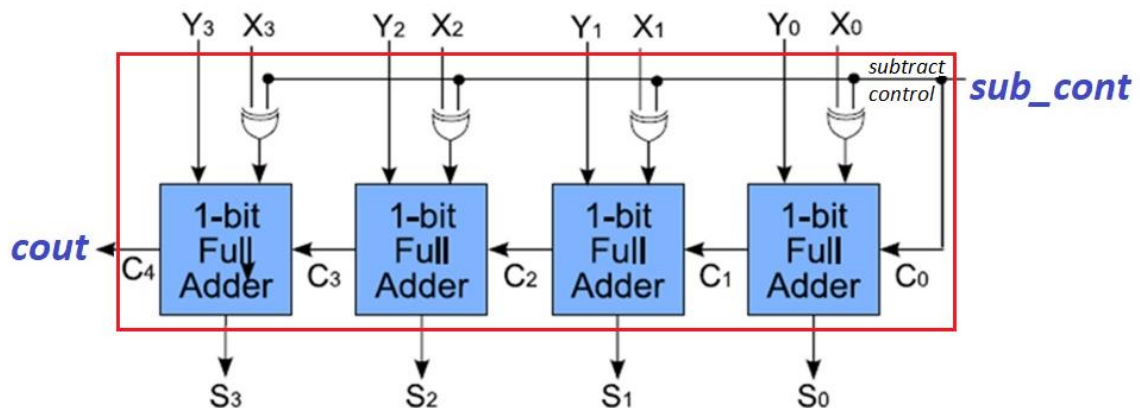 Y3 X3 Y2 X2 Y1 X1 Y0 X0
subtract
control
sub_cont
1-bit
Full
Adder
1-bit
Full
Adder
1-bit
Full
Adder
1-bit
Full
Adder
cout
C4 C3 C2 C1 C0
S3 S2 S1 S0